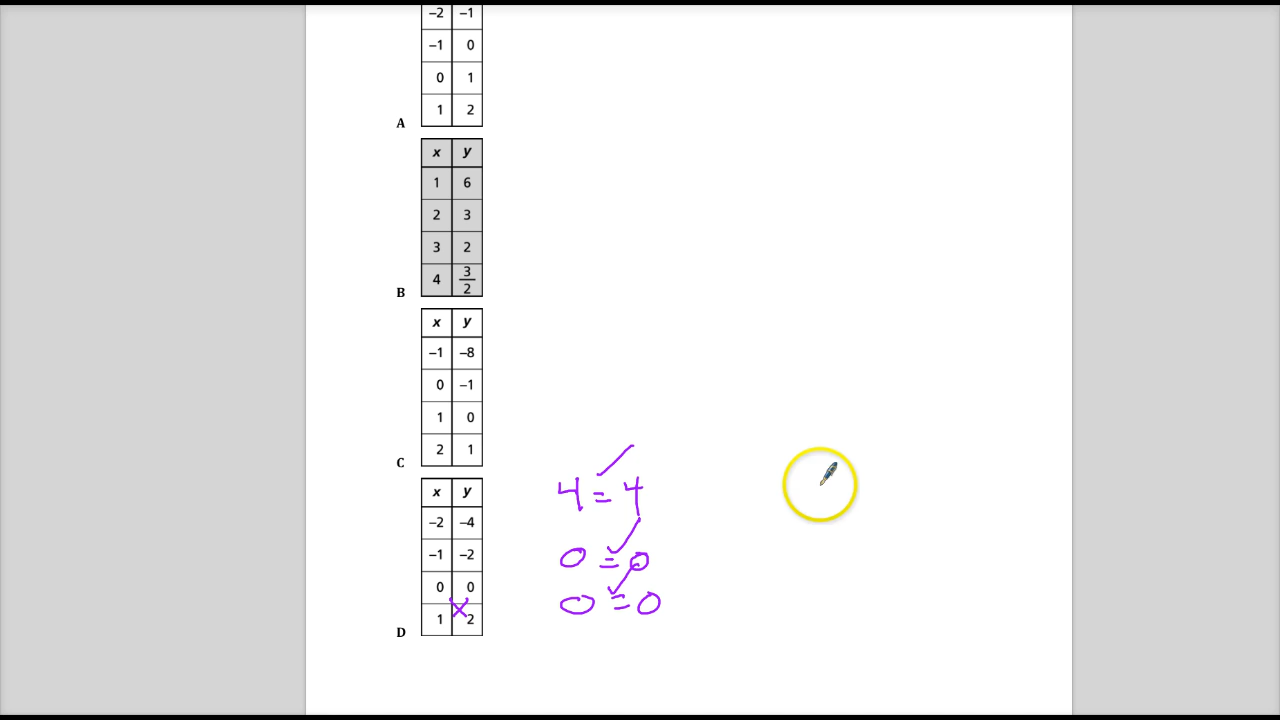 –2 –1
–1 0
0 1
1 2
A
x y
1 6
2 3
3 2
4 3/2
B
x y
–1 –8
0 –1
1 0
2 1
C
x y
–2 –4
–1 –2
0 0
1 2
D
4 = 4
0 = 0
0 = 0